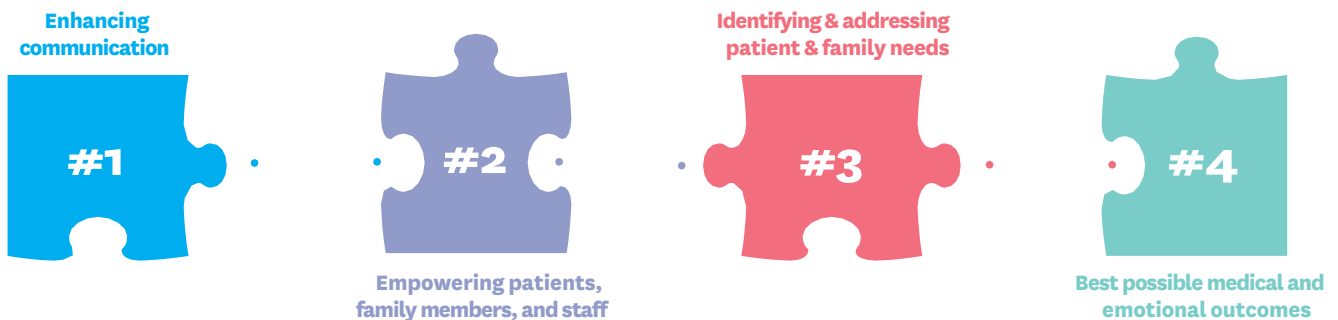 Enhancing
communication
#1
#2
Empowering patients,
family members, and staff
Identifying & addressing
patient & family needs
#3
#4
Best possible medical and
emotional outcomes